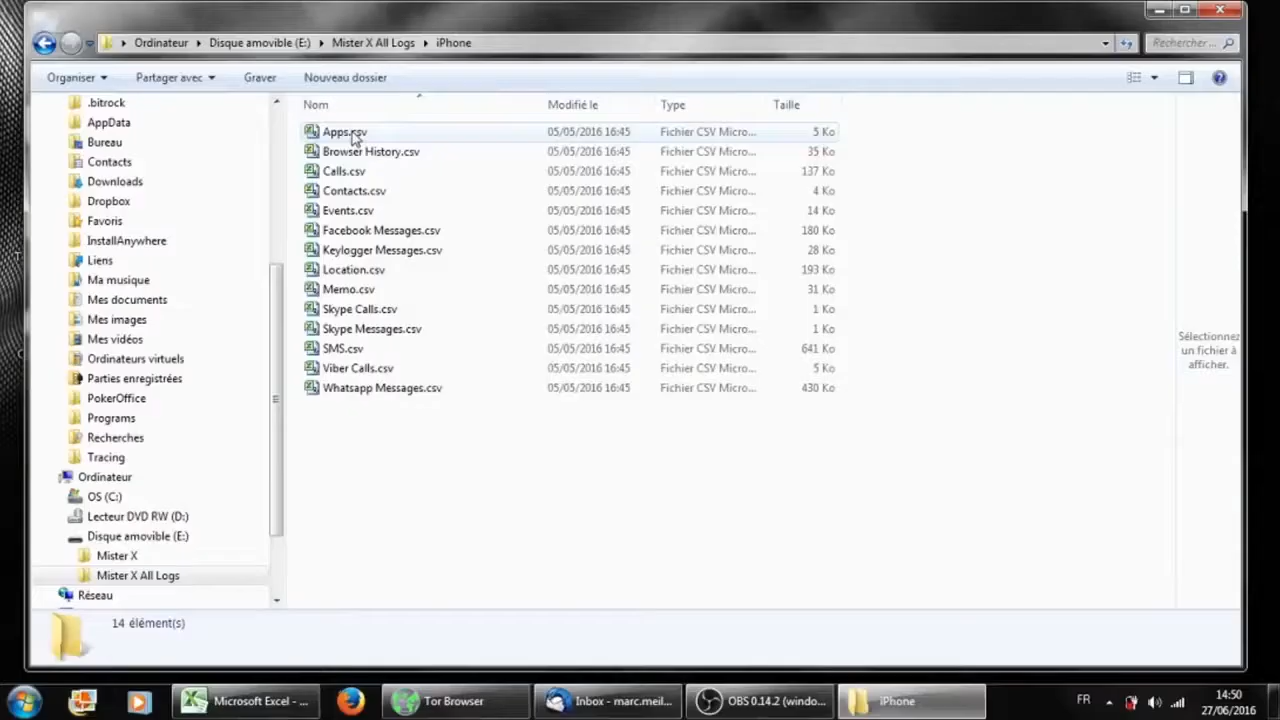 Ordinateur Disque amovible (E:) Mister X All Logs iPhone Rechercher ...
Organiser Partager avec Graver Nouveau dossier
.bitrock
AppData
Bureau
Contacts
Downloads
Dropbox
Favoris
InstallAnywhere
Liens
Ma musique
Mes documents
Mes images
Mes vidéos
Ordinateurs virtuels
Parties enregistrées
PokerOffice
Programs
Recherches
Tracing
Ordinateur
OS (C:)
Lecteur DVD RW (D:)
Disque amovible (E:)
Mister X
Mister X All Logs
Réseau
Nom Modifié le Type Taille
Apps.csv 05/05/2016 16:45 Fichier CSV Micro... 5 Ko
Browser History.csv 05/05/2016 16:45 Fichier CSV Micro... 35 Ko
Calls.csv 05/05/2016 16:45 Fichier CSV Micro... 137 Ko
Contacts.csv 05/05/2016 16:45 Fichier CSV Micro... 4 Ko
Events.csv 05/05/2016 16:45 Fichier CSV Micro... 14 Ko
Facebook Messages.csv 05/05/2016 16:45 Fichier CSV Micro... 180 Ko
Keylogger Messages.csv 05/05/2016 16:45 Fichier CSV Micro... 28 Ko
Location.csv 05/05/2016 16:45 Fichier CSV Micro... 193 Ko
Memo.csv 05/05/2016 16:45 Fichier CSV Micro... 31 Ko
Skype Calls.csv 05/05/2016 16:45 Fichier CSV Micro... 1 Ko
Skype Messages.csv 05/05/2016 16:45 Fichier CSV Micro... 1 Ko
SMS.csv 05/05/2016 16:45 Fichier CSV Micro... 641 Ko
Viber Calls.csv 05/05/2016 16:45 Fichier CSV Micro... 5 Ko
Whatsapp Messages.csv 05/05/2016 16:45 Fichier CSV Micro... 430 Ko
Sélectionnez
un fichier à
afficher.
14 élément(s)
Microsoft Excel - ... Tor Browser Inbox - marc.meil... OBS 0.14.2 (windo... iPhone FR 14:50
27/06/2016